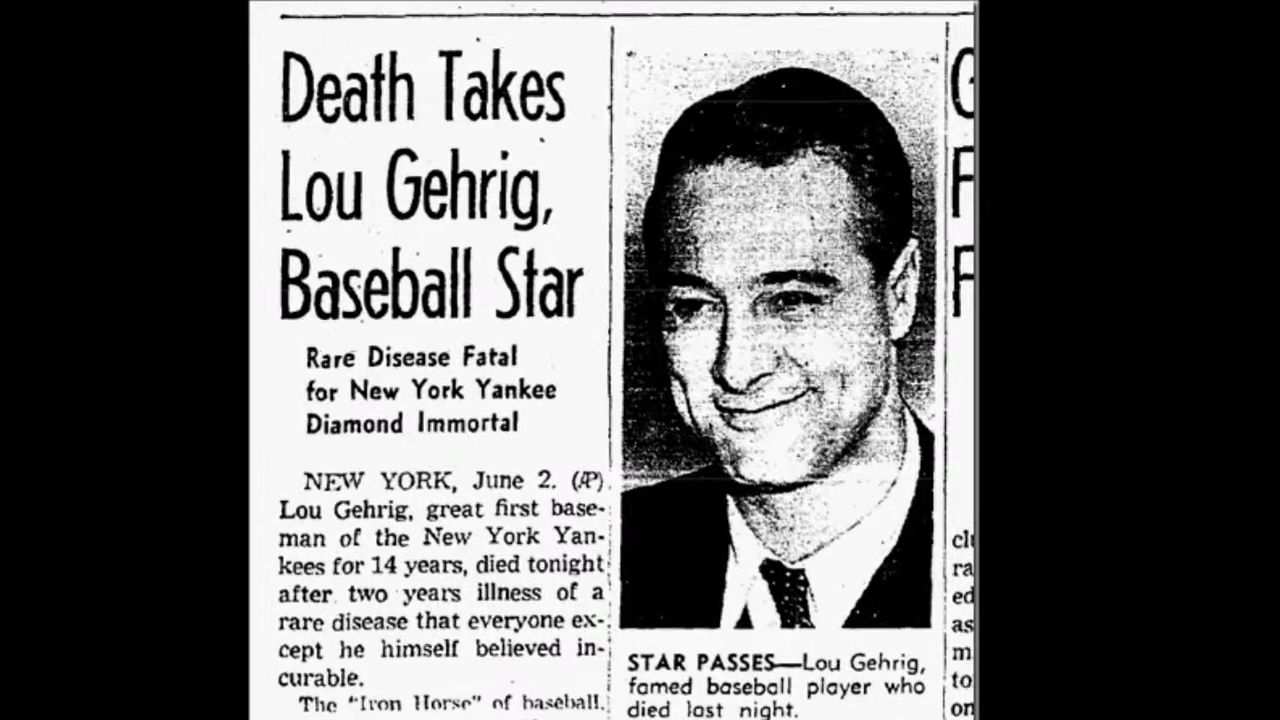 Death Takes
Lou Gehrig,
Baseball Star
Rare Disease Fatal
for New York Yankee
Diamond Immortal
NEW YORK, June 2. (AP)
Lou Gehrig, great first base-
man of the New York Yan-
kees for 14 years, died tonight
after two years illness of a
rare disease that everyone ex-
cept he himself believed in-
curable.
The "Iron Horse" of baseball,
STAR PASSES—Lou Gehrig,
famed baseball player who
died last night.